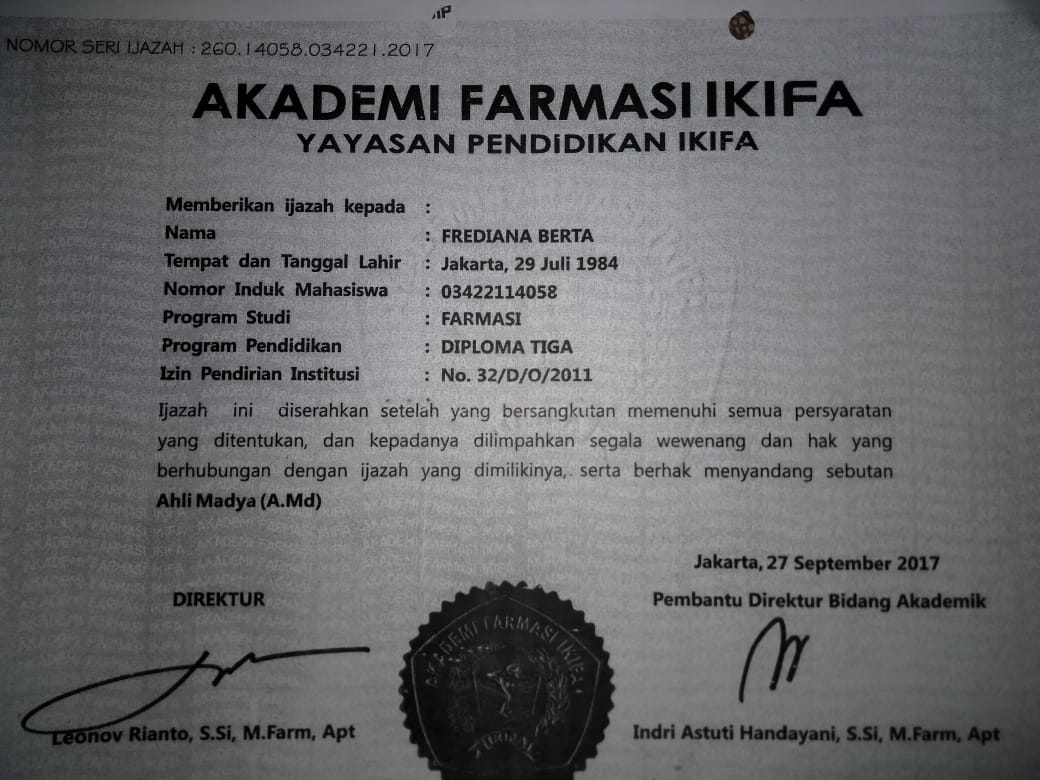 NOMOR SERI IJAZAH : 260.14058.034221.2017
AKADEMI FARMASI IKIFA
YAYASAN PENDIDIKAN IKIFA
Memberikan ijazah kepada :
Nama : FREDIANA BERTA
Tempat dan Tanggal Lahir : Jakarta, 29 Juli 1984
Nomor Induk Mahasiswa : 03422114058
Program Studi : FARMASI
Program Pendidikan : DIPLOMA TIGA
Izin Pendirian Institusi : No. 32/D/O/2011
Ijazah ini diserahkan setelah yang bersangkutan memenuhi semua persyaratan
yang ditentukan, dan kepadanya dilimpahkan segala wewenang dan hak yang
berhubungan dengan ijazah yang dimilikinya, serta berhak menyandang sebutan
Ahli Madya (A.Md)
Jakarta, 27 September 2017
DIREKTUR
Pembantu Direktur Bidang Akademik
AKADEMI FARMASI IKIFA
Leonov Rianto, S.Si, M.Farm, Apt
Indri Astuti Handayani, S.Si, M.Farm, Apt